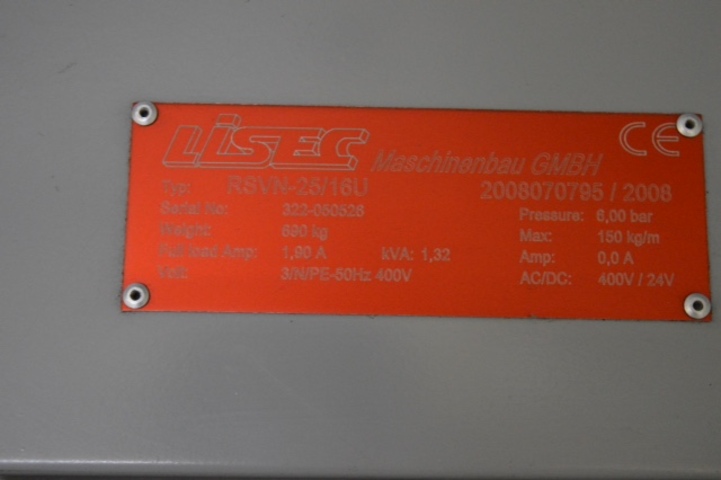 LiSEC Maschinenbau GMBH CE
Typ: RSVN-25/16U 2008070795 / 2008
Serial No: 322-050526 Pressure: 6,00 bar
Weight: 690 kg Max: 150 kg/m
Full load Amp: 1,90 A kVA: 1,32 Amp: 0,0 A
Volt: 3/N/PE-50Hz 400V AC/DC: 400V / 24V